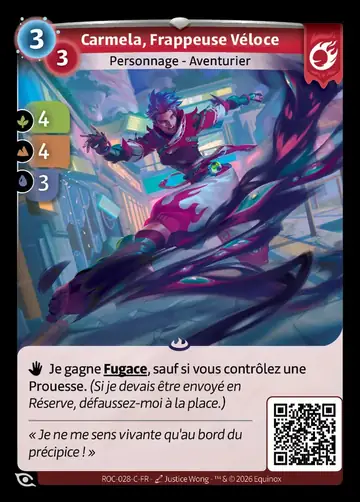 3
3
Carmela, Frappeuse Véloce
Personnage - Aventurier
4
4
3
Je gagne Fugace, sauf si vous contrôlez une
Prouesse. (Si je devais être envoyé en
Réserve, défaussez-moi à la place.)
« Je ne me sens vivante qu'au bord du
précipice ! »
ROC-028-C-FR - Justice Wong - ™ & © 2026 Equinox